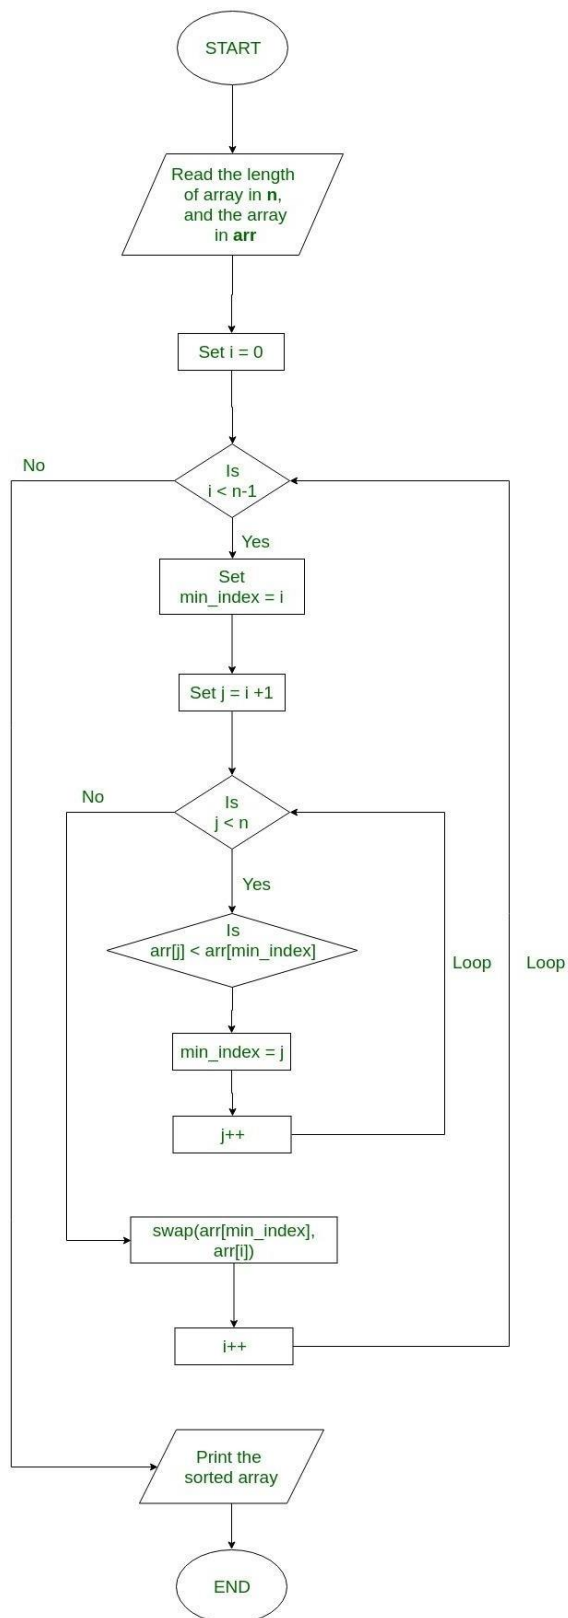 START
Read the length
of array in n,
and the array
in arr
Set i = 0
No
Is
i < n-1
Yes
Set
min_index = i
Set j = i +1
No
Is
j < n
Yes
Is
arr[j] < arr[min_index]
Loop
Loop
min_index = j
j++
swap(arr[min_index],
arr[i])
i++
Print the
sorted array
END